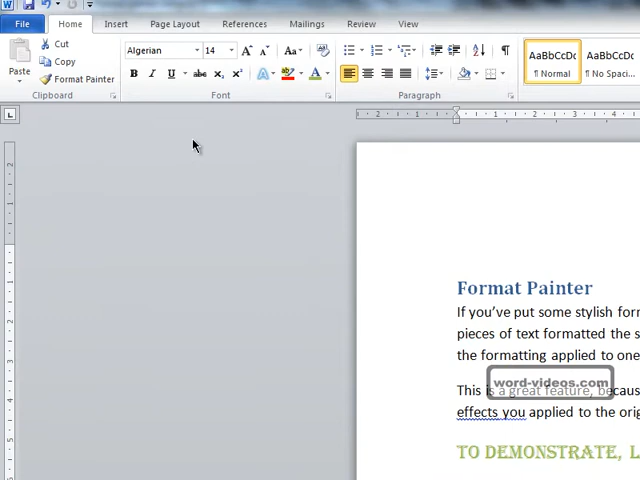 File Home Insert Page Layout References Mailings Review View
Cut
Copy
Format Painter
Paste
Algerian 14
AaBbCcDc
Normal
No Spaci
Clipboard Font Paragraph
Format Painter
If you've put some stylish for
pieces of text formatted the s
the formatting applied to one
This is a great feature, becaus
word-videos.com
effects you applied to the orig
TO DEMONSTRATE, L